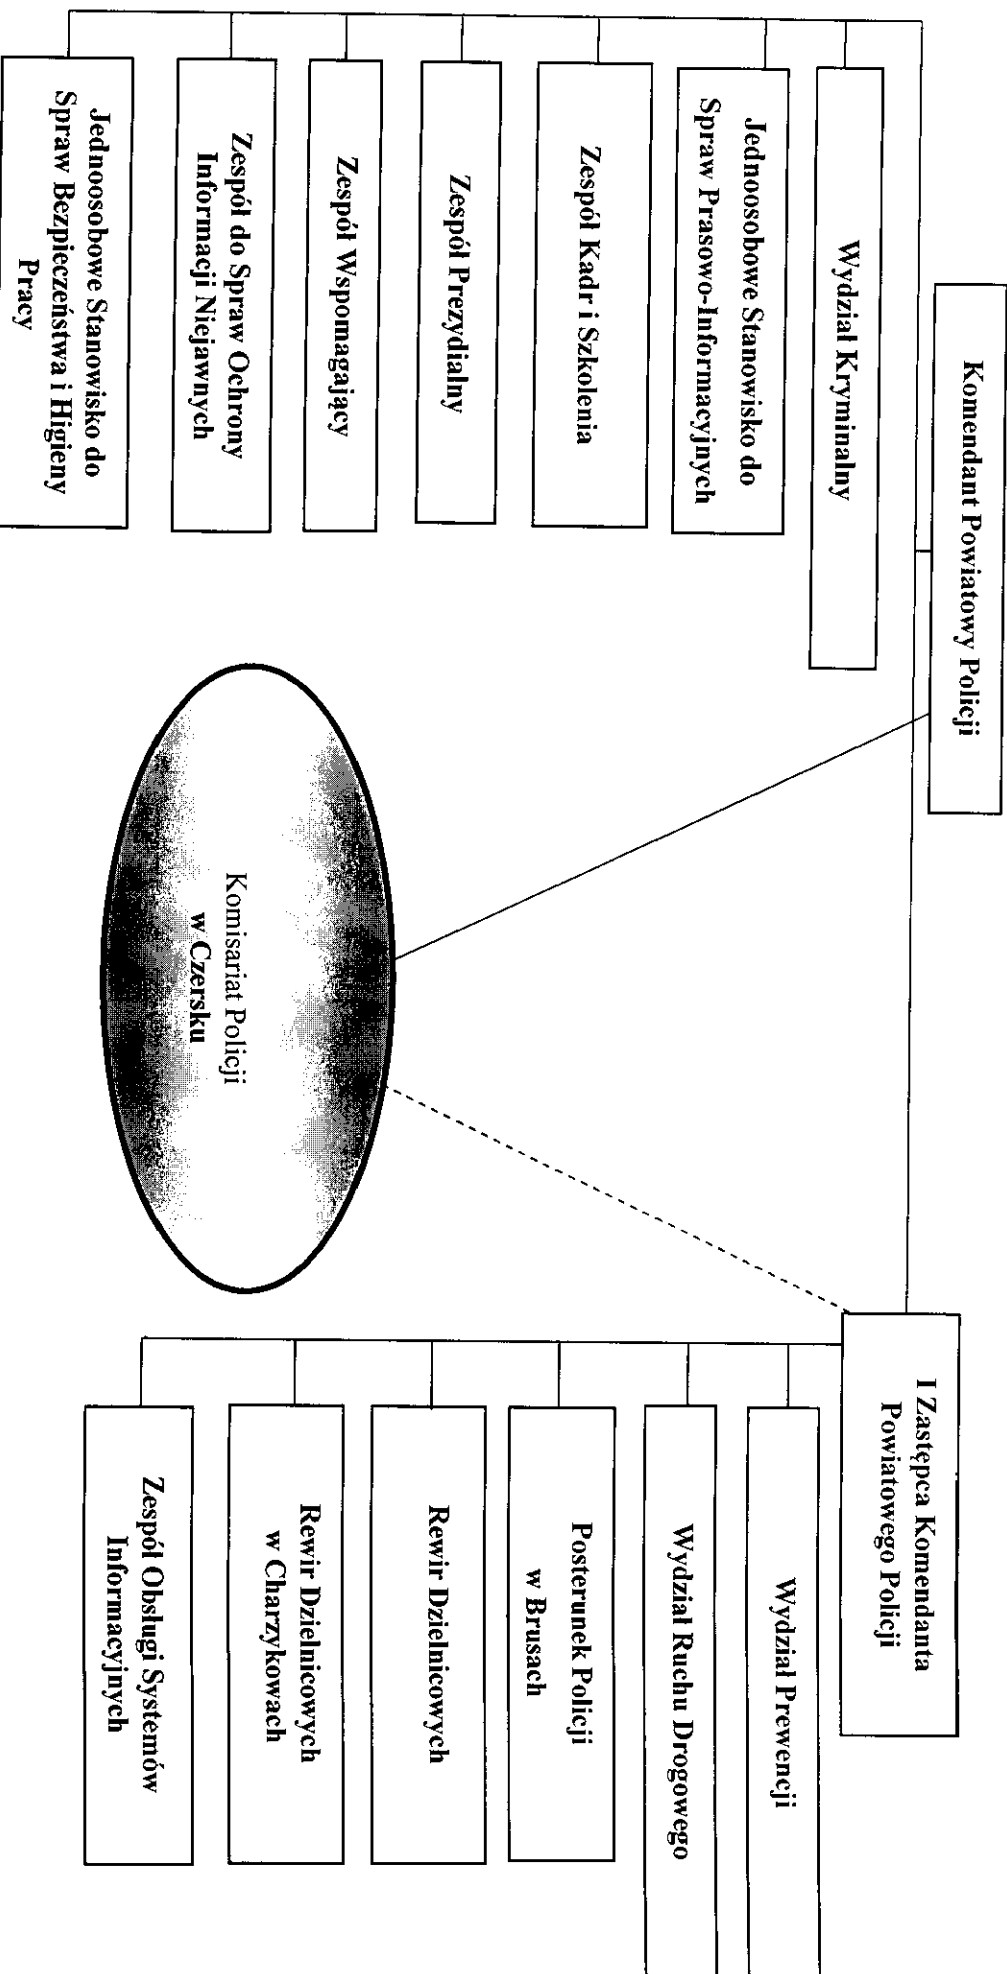 Komendant Powiatowy Policji
Wydział Kryminalny
Jednoosobowe Stanowisko do
Spraw Prasowo-Informacyjnych
Zespół Kadr i Szkolenia
Zespół Prezydialny
Zespół Wspomagający
Zespół do Spraw Ochrony
Informacji Niejawnych
Jednoosobowe Stanowisko do
Spraw Bezpieczeństwa i Higieny
Pracy
Komisariat Policji
w Czersku
I Zastępca Komendanta
Powiatowego Policji
Wydział Prewencji
Wydział Ruchu Drogowego
Posterunek Policji
w Brusach
Rewir Dzielnicowych
Rewir Dzielnicowych
w Charzykowach
Zespół Obsługi Systemów
Informacyjnych